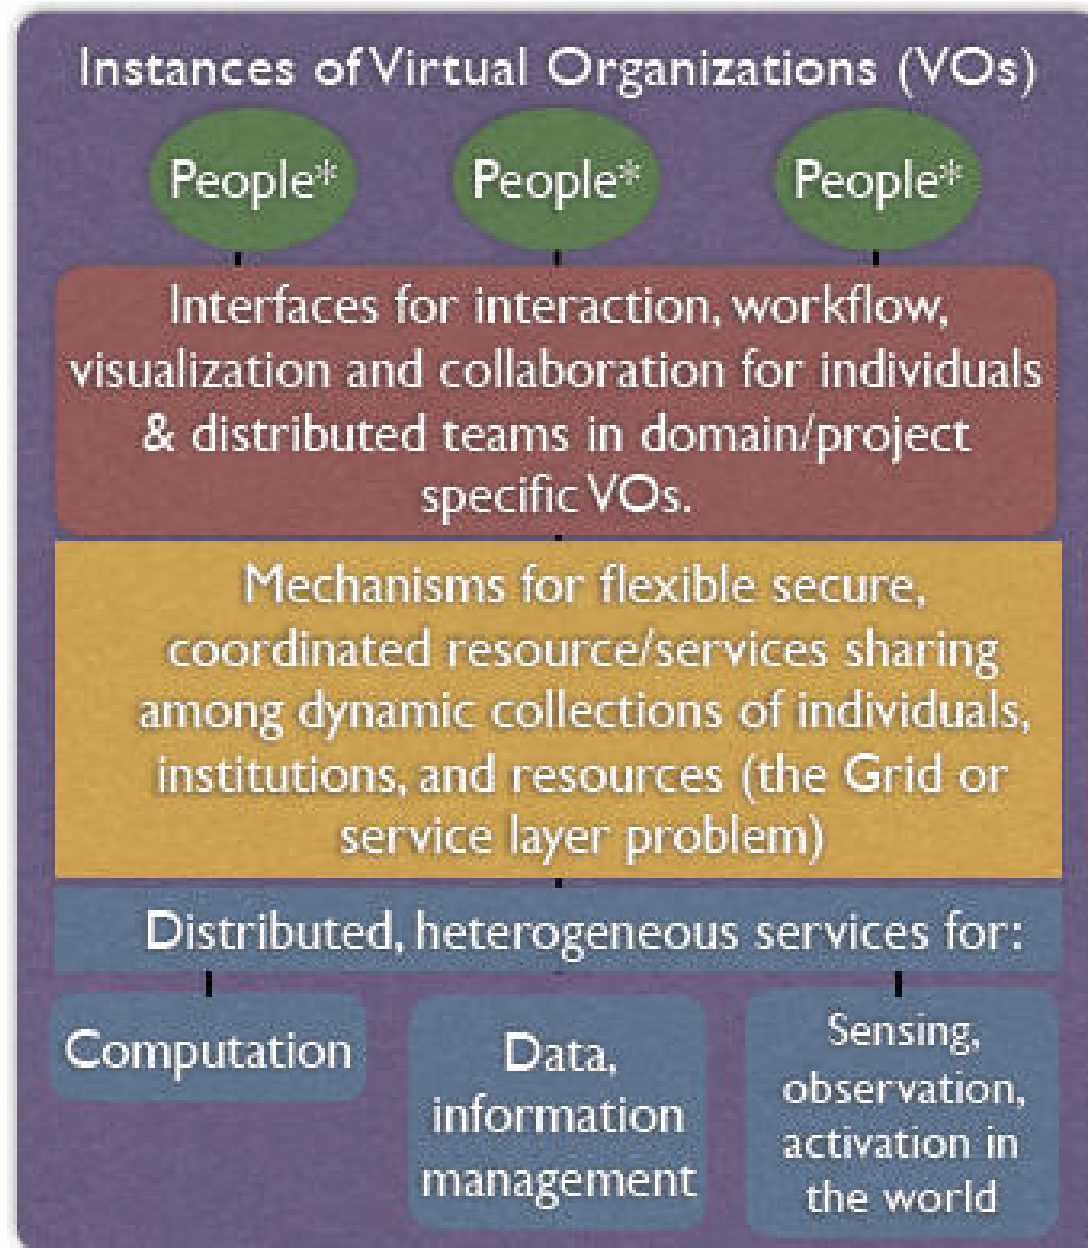 Instances of Virtual Organizations (VOs)
People* People* People*
Interfaces for interaction, workflow,
visualization and collaboration for individuals
& distributed teams in domain/project
specific VOs.
Mechanisms for flexible secure,
coordinated resource/services sharing
among dynamic collections of individuals,
institutions, and resources (the Grid or
service layer problem)
Distributed, heterogeneous services for:
Computation
Data,
information
management
Sensing,
observation,
activation in
the world